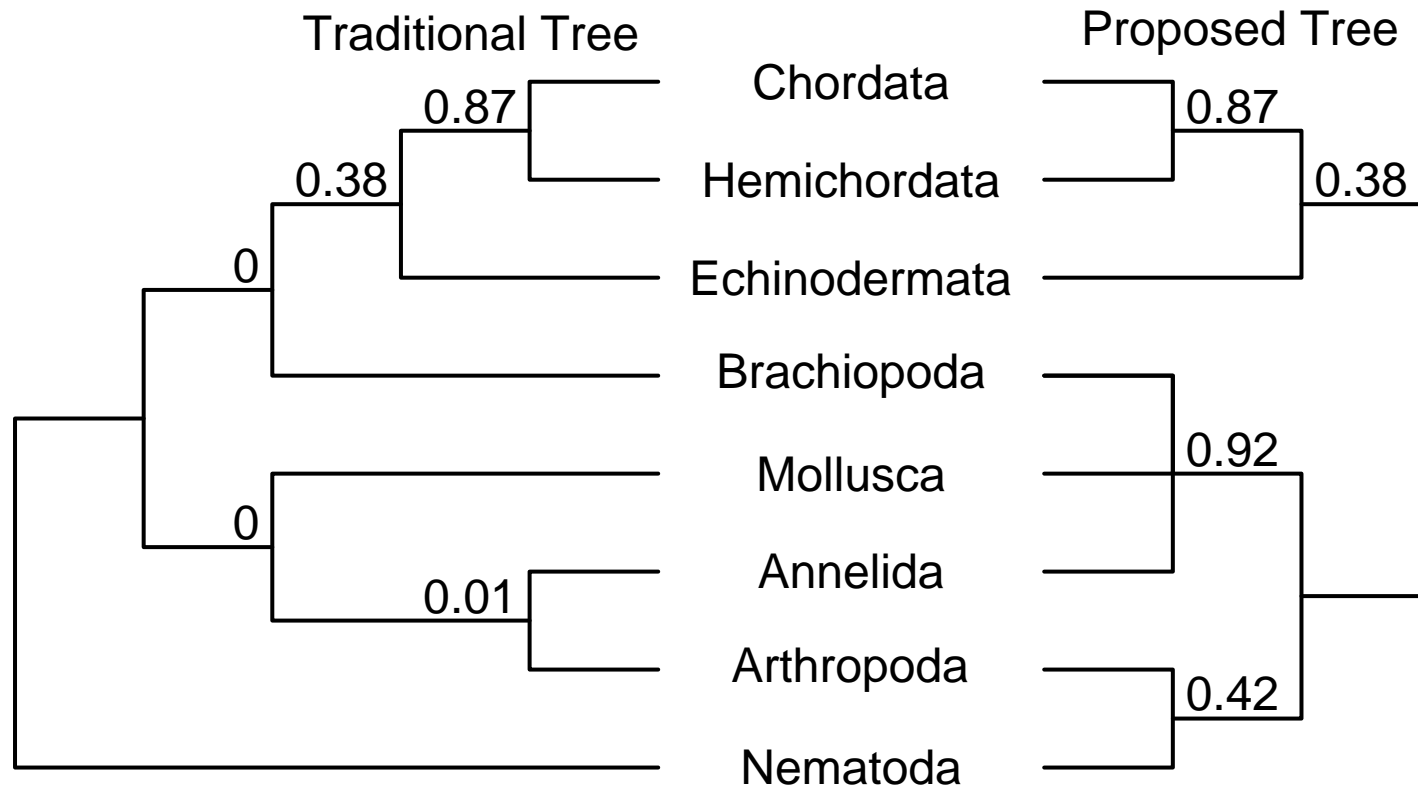 Traditional Tree
Proposed Tree
Chordata
0.87
0.87
Hemichordata
0.38
0.38
0
Echinodermata
Brachiopoda
0.92
Mollusca
0
Annelida
0.01
Arthropoda
0.42
Nematoda